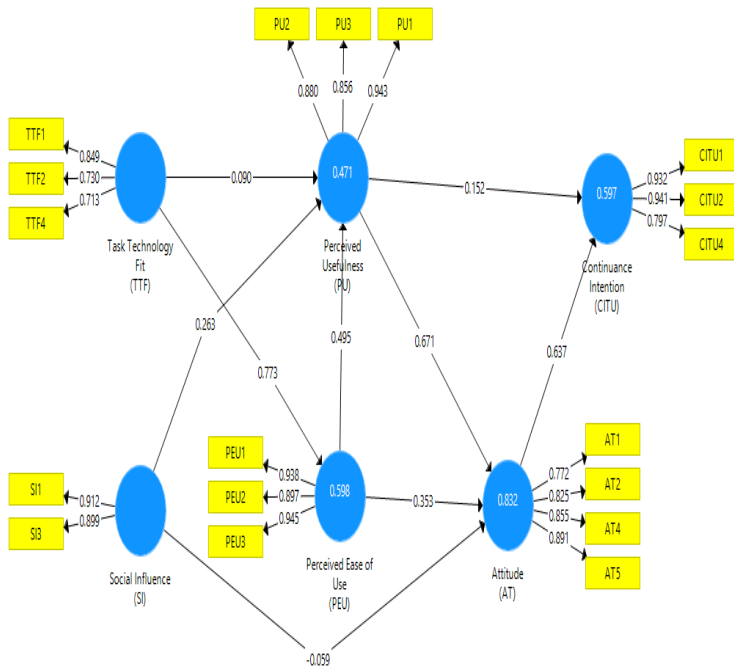 PU2
PU3
PU1
0.880
0.856
0.943
TTF1
TTF2
TTF4
0.849
0.730
0.713
0.090
0.471
0.152
0.597
CITU1
CITU2
CITU4
0.932
0.941
0.797
Task Technology
Fit
(TTF)
Perceived
Usefulness
(PU)
Continuance
Intention
(CITU)
0.263
0.495
0.671
0.637
0.773
PEU1
PEU2
PEU3
0.938
0.897
0.945
0.598
0.353
0.832
AT1
AT2
AT4
AT5
0.772
0.825
0.855
0.891
SI1
SI3
0.912
0.899
Social Influence
(SI)
Perceived Ease of
Use
(PEU)
Attitude
(AT)
-0.059